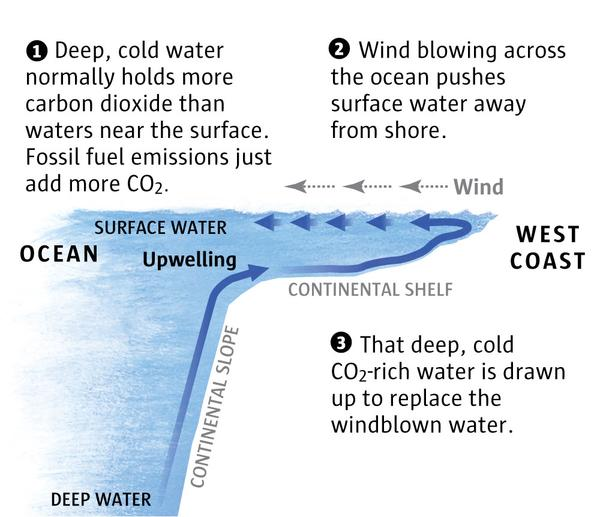 1 Deep, cold water
normally holds more
carbon dioxide than
waters near the surface.
Fossil fuel emissions just
add more CO₂.
2 Wind blowing across
the ocean pushes
surface water away
from shore.
Wind
SURFACE WATER
OCEAN
Upwelling
WEST
COAST
CONTINENTAL SHELF
CONTINENTAL SLOPE
3 That deep, cold
CO₂-rich water is drawn
up to replace the
windblown water.
DEEP WATER